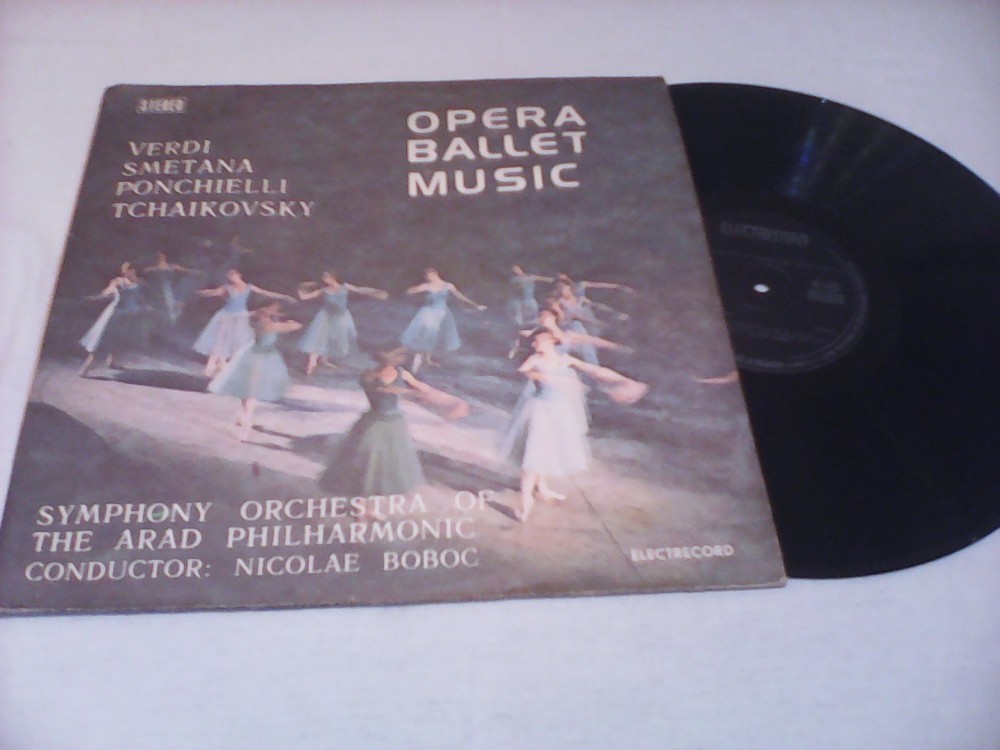 STEREO
VERDI
SMETANA
PONCHIELLI
TCHAIKOVSKY
OPERA
BALLET
MUSIC
SYMPHONY ORCHESTRA OF
THE ARAD PHILHARMONIC
CONDUCTOR: NICOLAE BOBOC
ELECTRECORD
ELECTRECORD